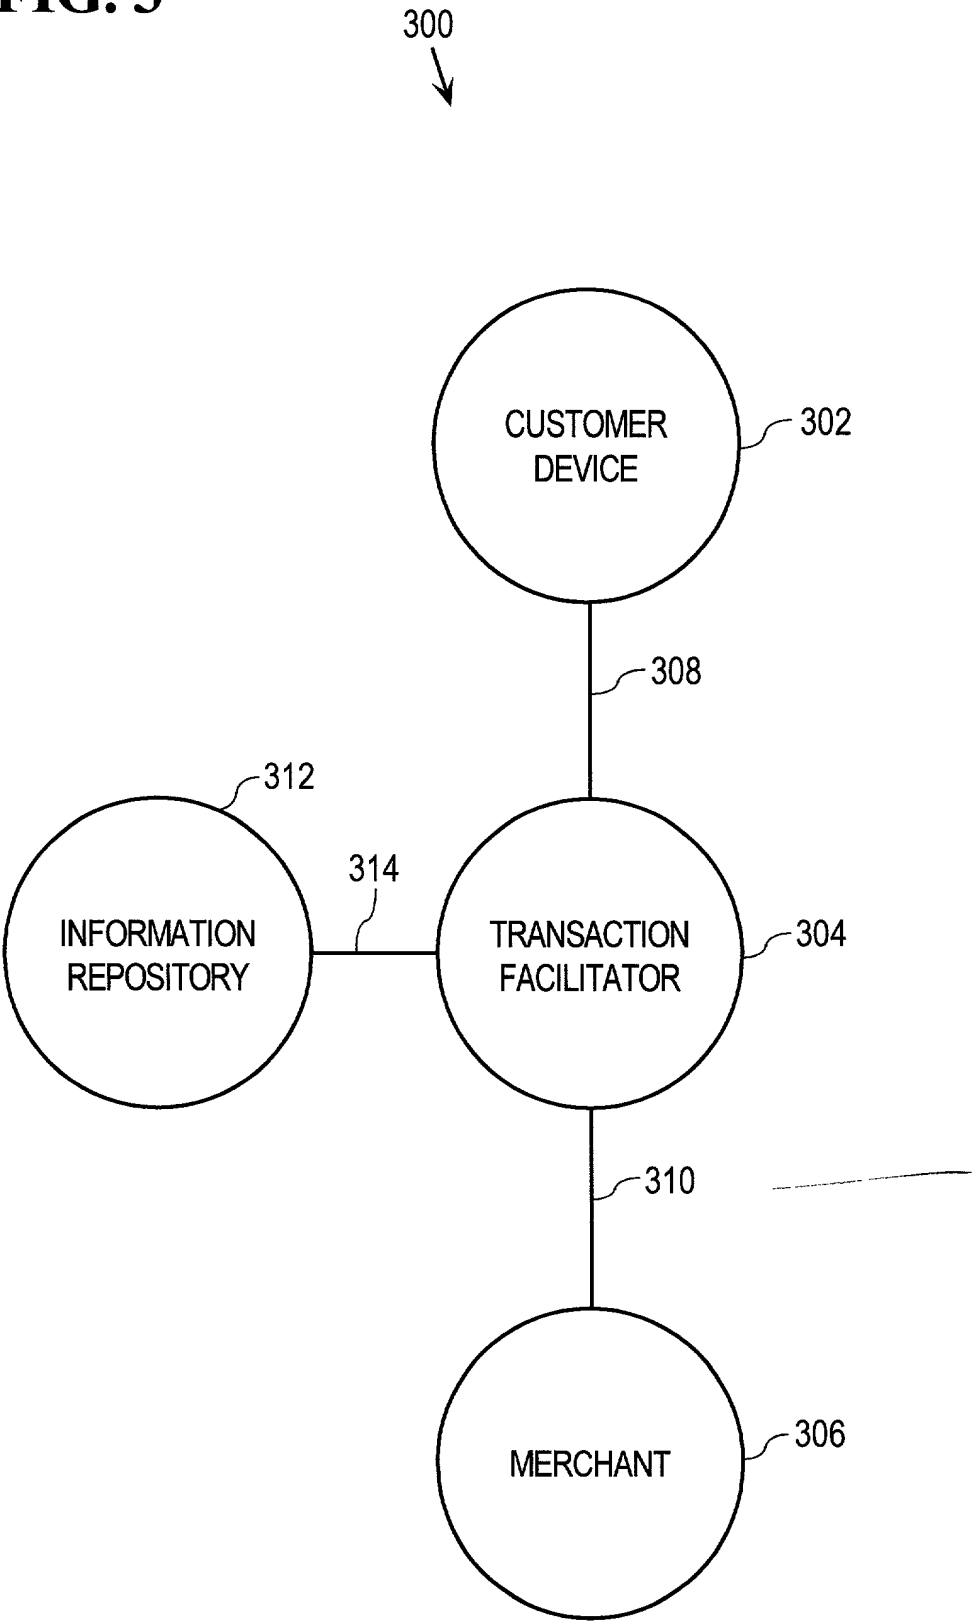 FIG. 3
300
CUSTOMER
DEVICE
302
308
312
314
INFORMATION
REPOSITORY
TRANSACTION
FACILITATOR
304
310
MERCHANT
306